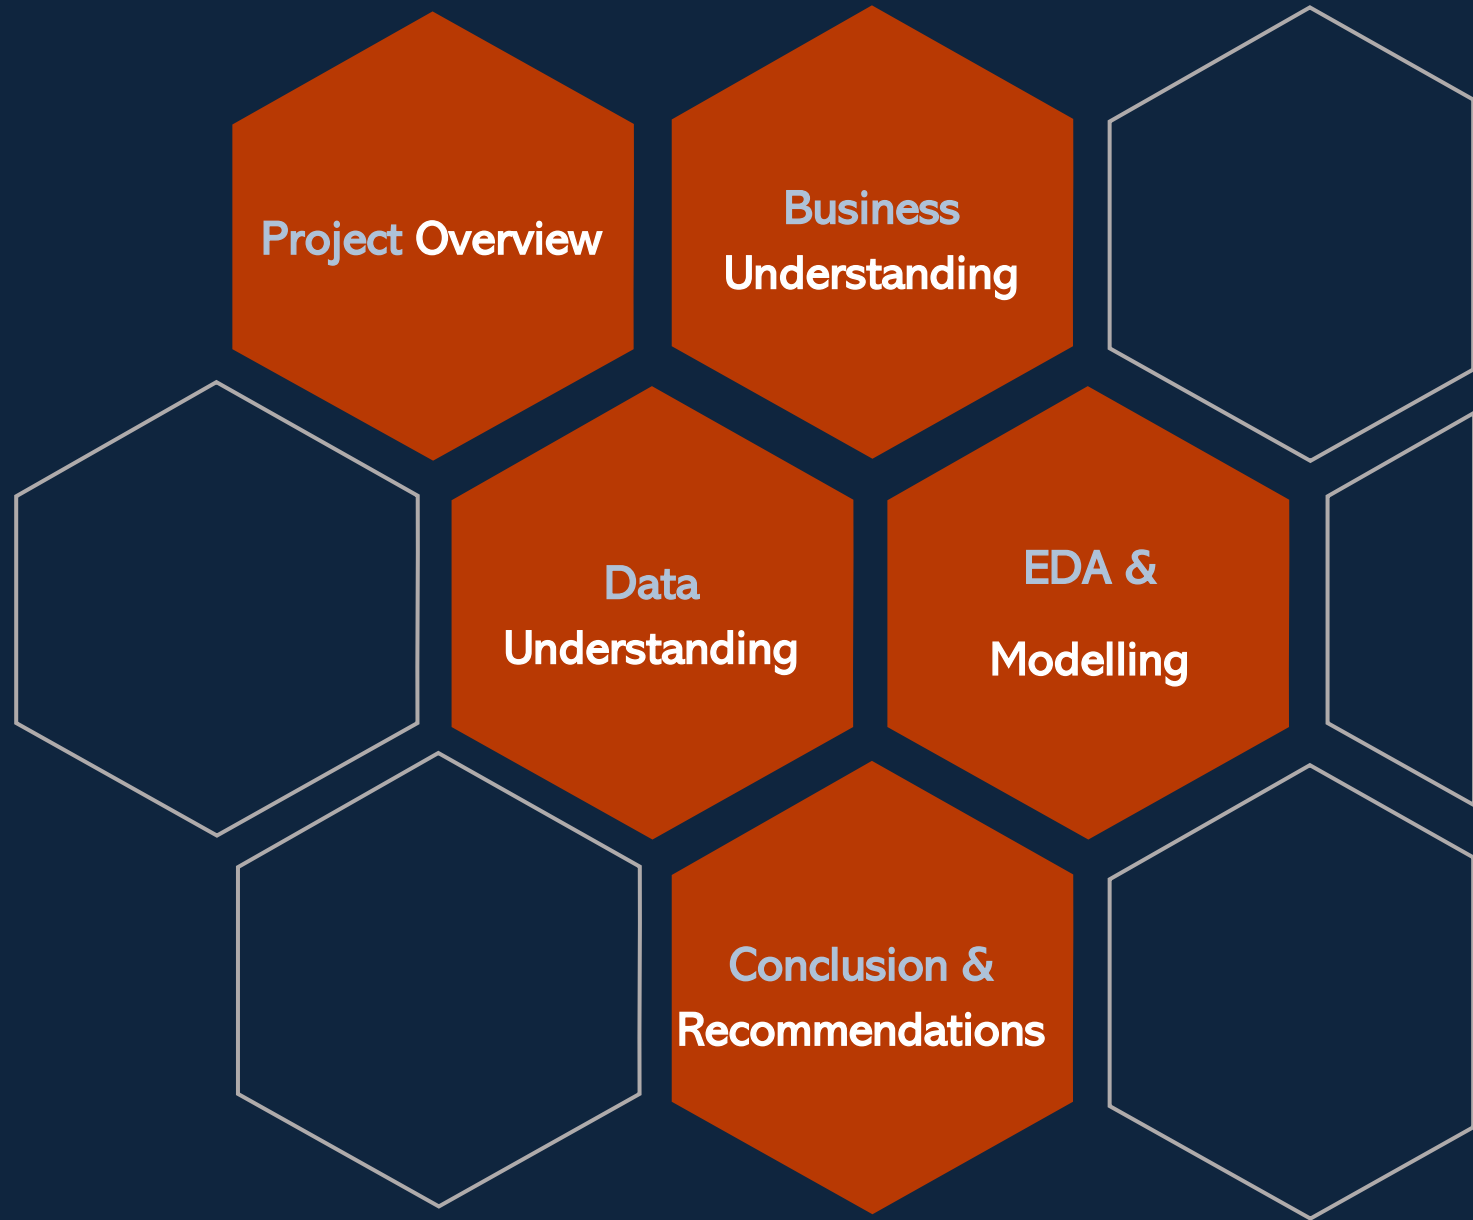 Project Overview
Business
Understanding
Data
Understanding
EDA &
Modelling
Conclusion &
Recommendations